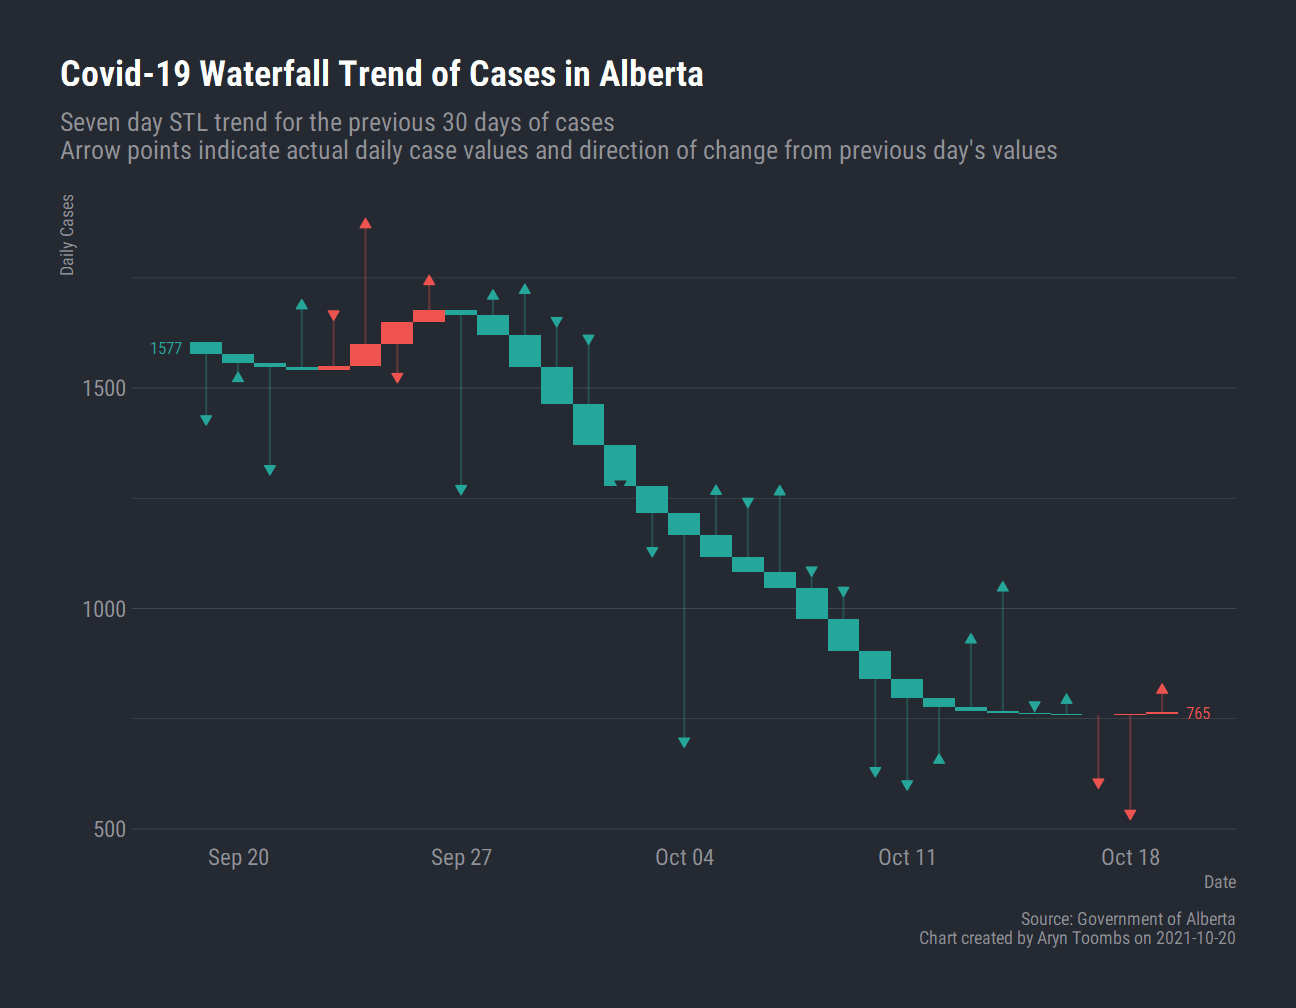 Covid-19 Waterfall Trend of Cases in Alberta
Seven day STL trend for the previous 30 days of cases
Arrow points indicate actual daily case values and direction of change from previous day's values
Daily Cases
1577
1500
1000
765
500
Sep 20
Sep 27
Oct 04
Oct 11
Oct 18
Date
Source: Government of Alberta
Chart created by Aryn Toombs on 2021-10-20